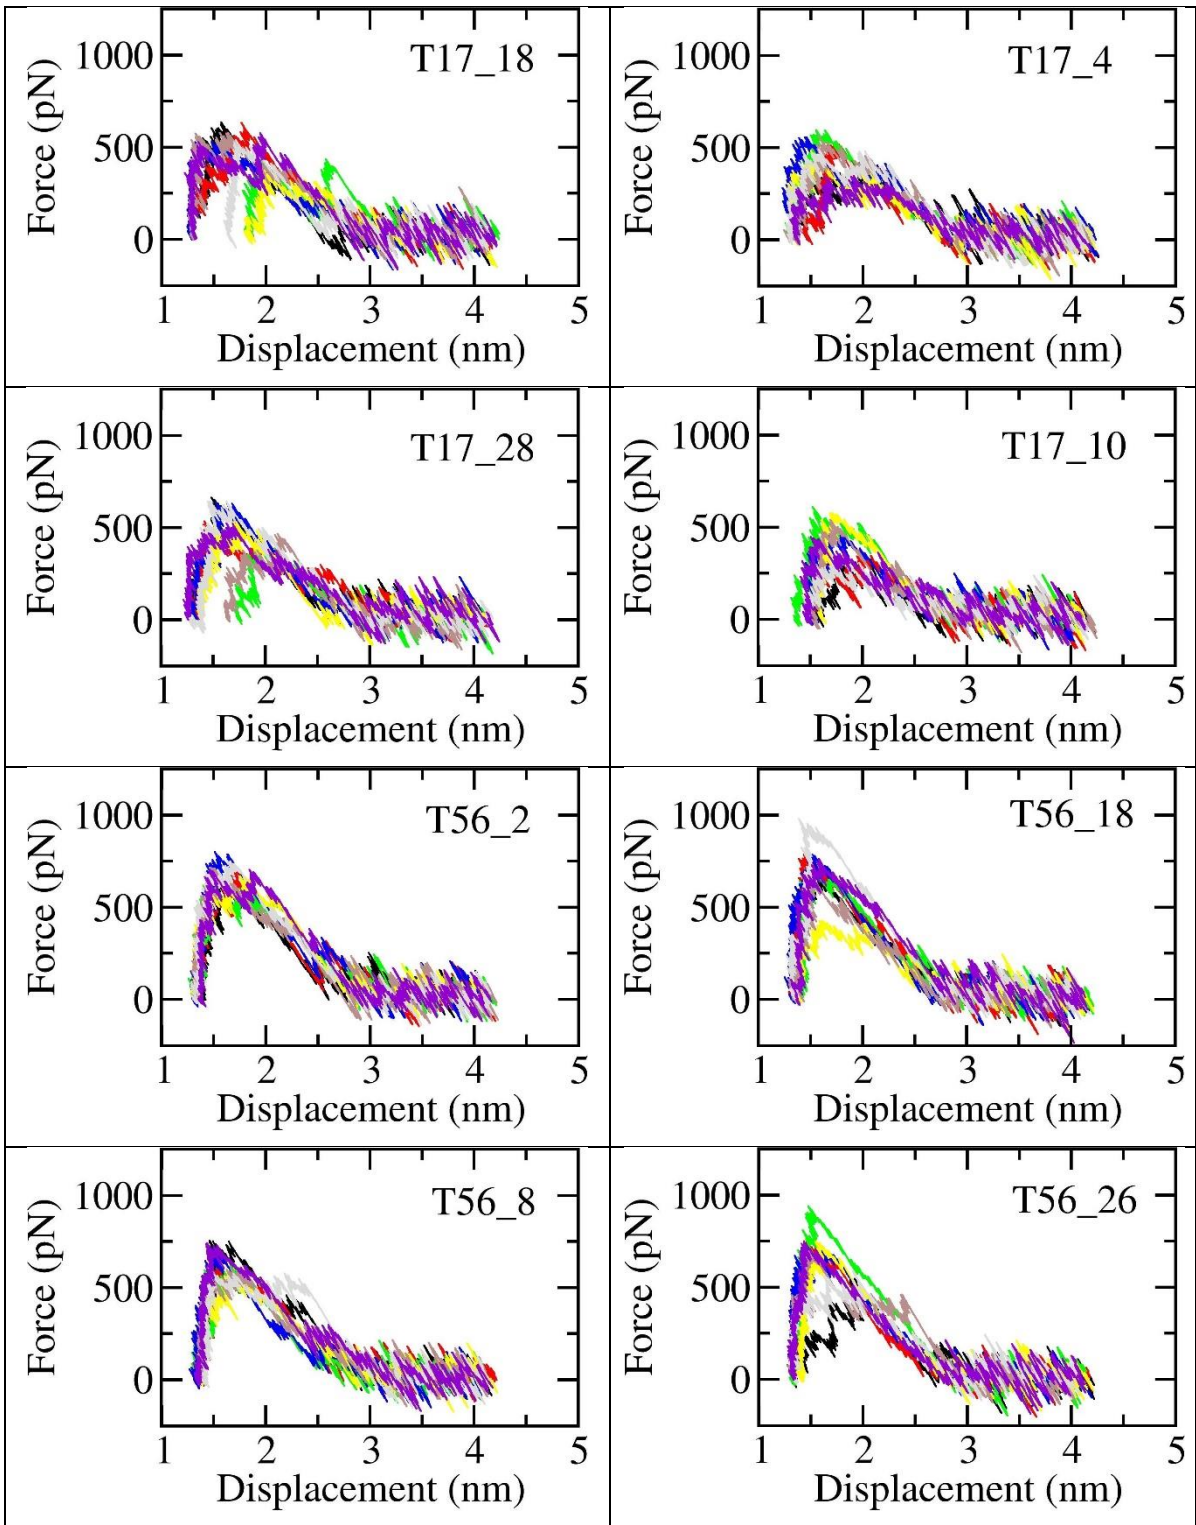 T17_18
1000
500
0
Force (pN)
1 2 3 4 5
Displacement (nm)
T17_4
1000
500
0
Force (pN)
1 2 3 4 5
Displacement (nm)
T17_28
1000
500
0
Force (pN)
1 2 3 4 5
Displacement (nm)
T17_10
1000
500
0
Force (pN)
1 2 3 4 5
Displacement (nm)
T56_2
1000
500
0
Force (pN)
1 2 3 4 5
Displacement (nm)
T56_18
1000
500
0
Force (pN)
1 2 3 4 5
Displacement (nm)
T56_8
1000
500
0
Force (pN)
1 2 3 4 5
Displacement (nm)
T56_26
1000
500
0
Force (pN)
1 2 3 4 5
Displacement (nm)